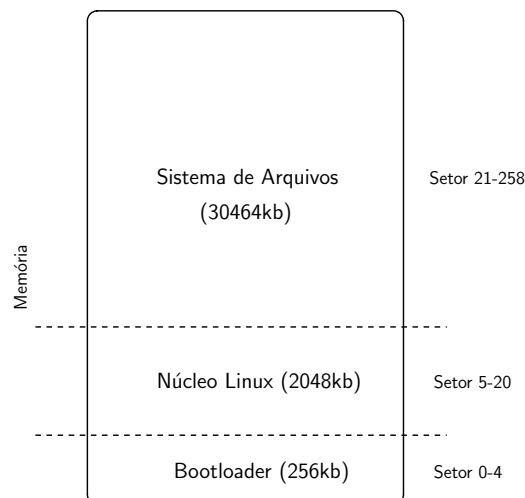 Sistema de Arquivos
(30464kb)
Setor 21-258
Memória
Núcleo Linux (2048kb)
Setor 5-20
Bootloader (256kb)
Setor 0-4